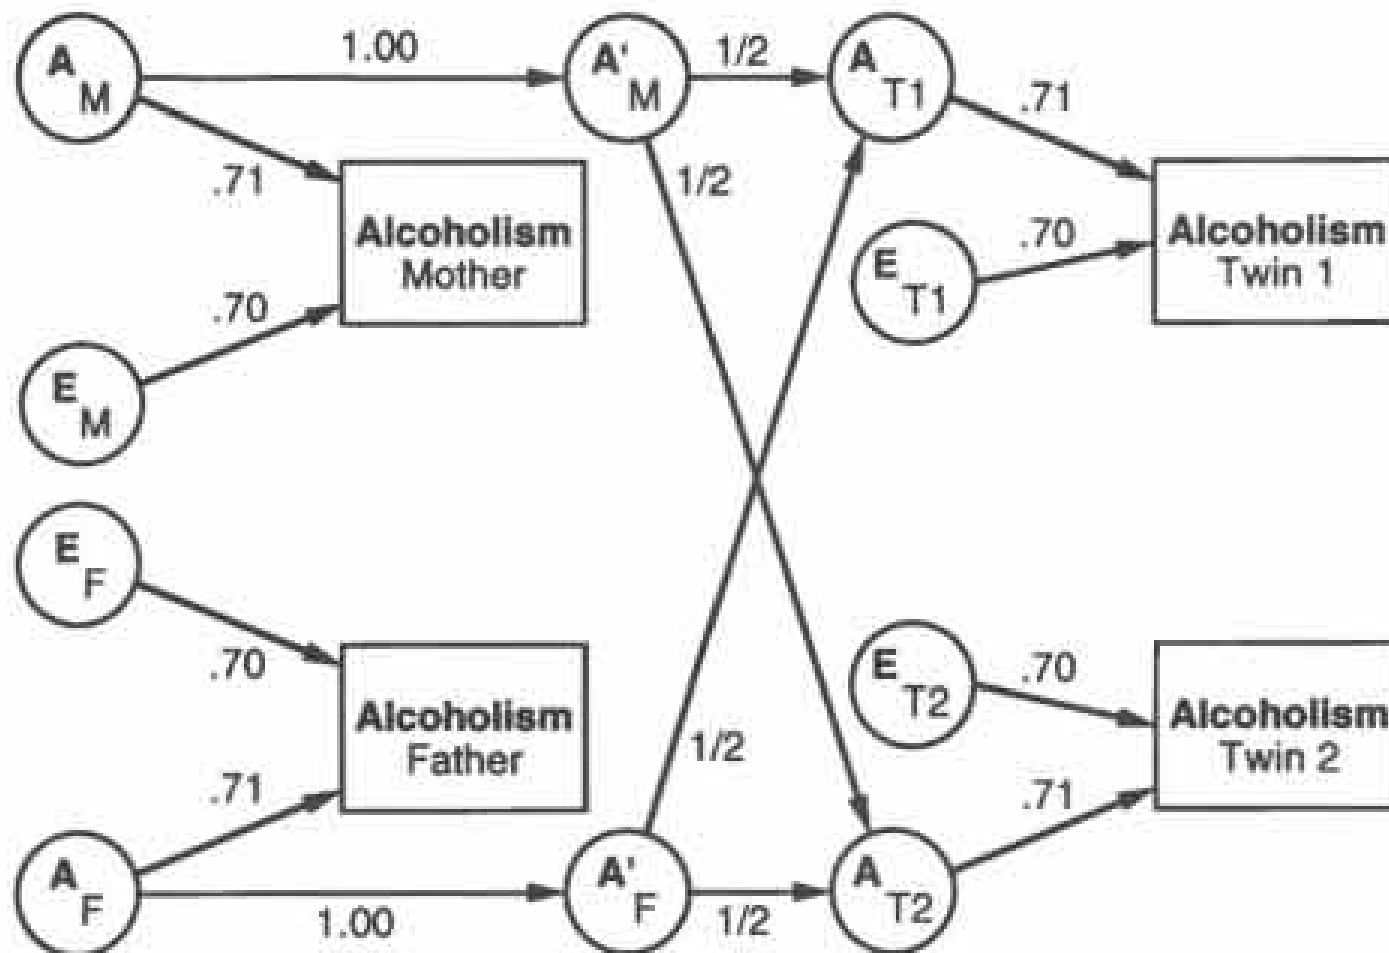 A M
1.00
A' M
1/2
A T1
.71
.71
1/2
Alcoholism
Mother
E T1
.70
Alcoholism
Twin 1
.70
E M
E F
.70
Alcoholism
Father
E T2
.70
Alcoholism
Twin 2
1/2
.71
.71
A F
1.00
A' F
1/2
A T2